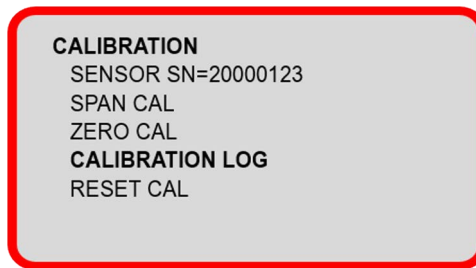 CALIBRATION
SENSOR SN=20000123
SPAN CAL
ZERO CAL
CALIBRATION LOG
RESET CAL